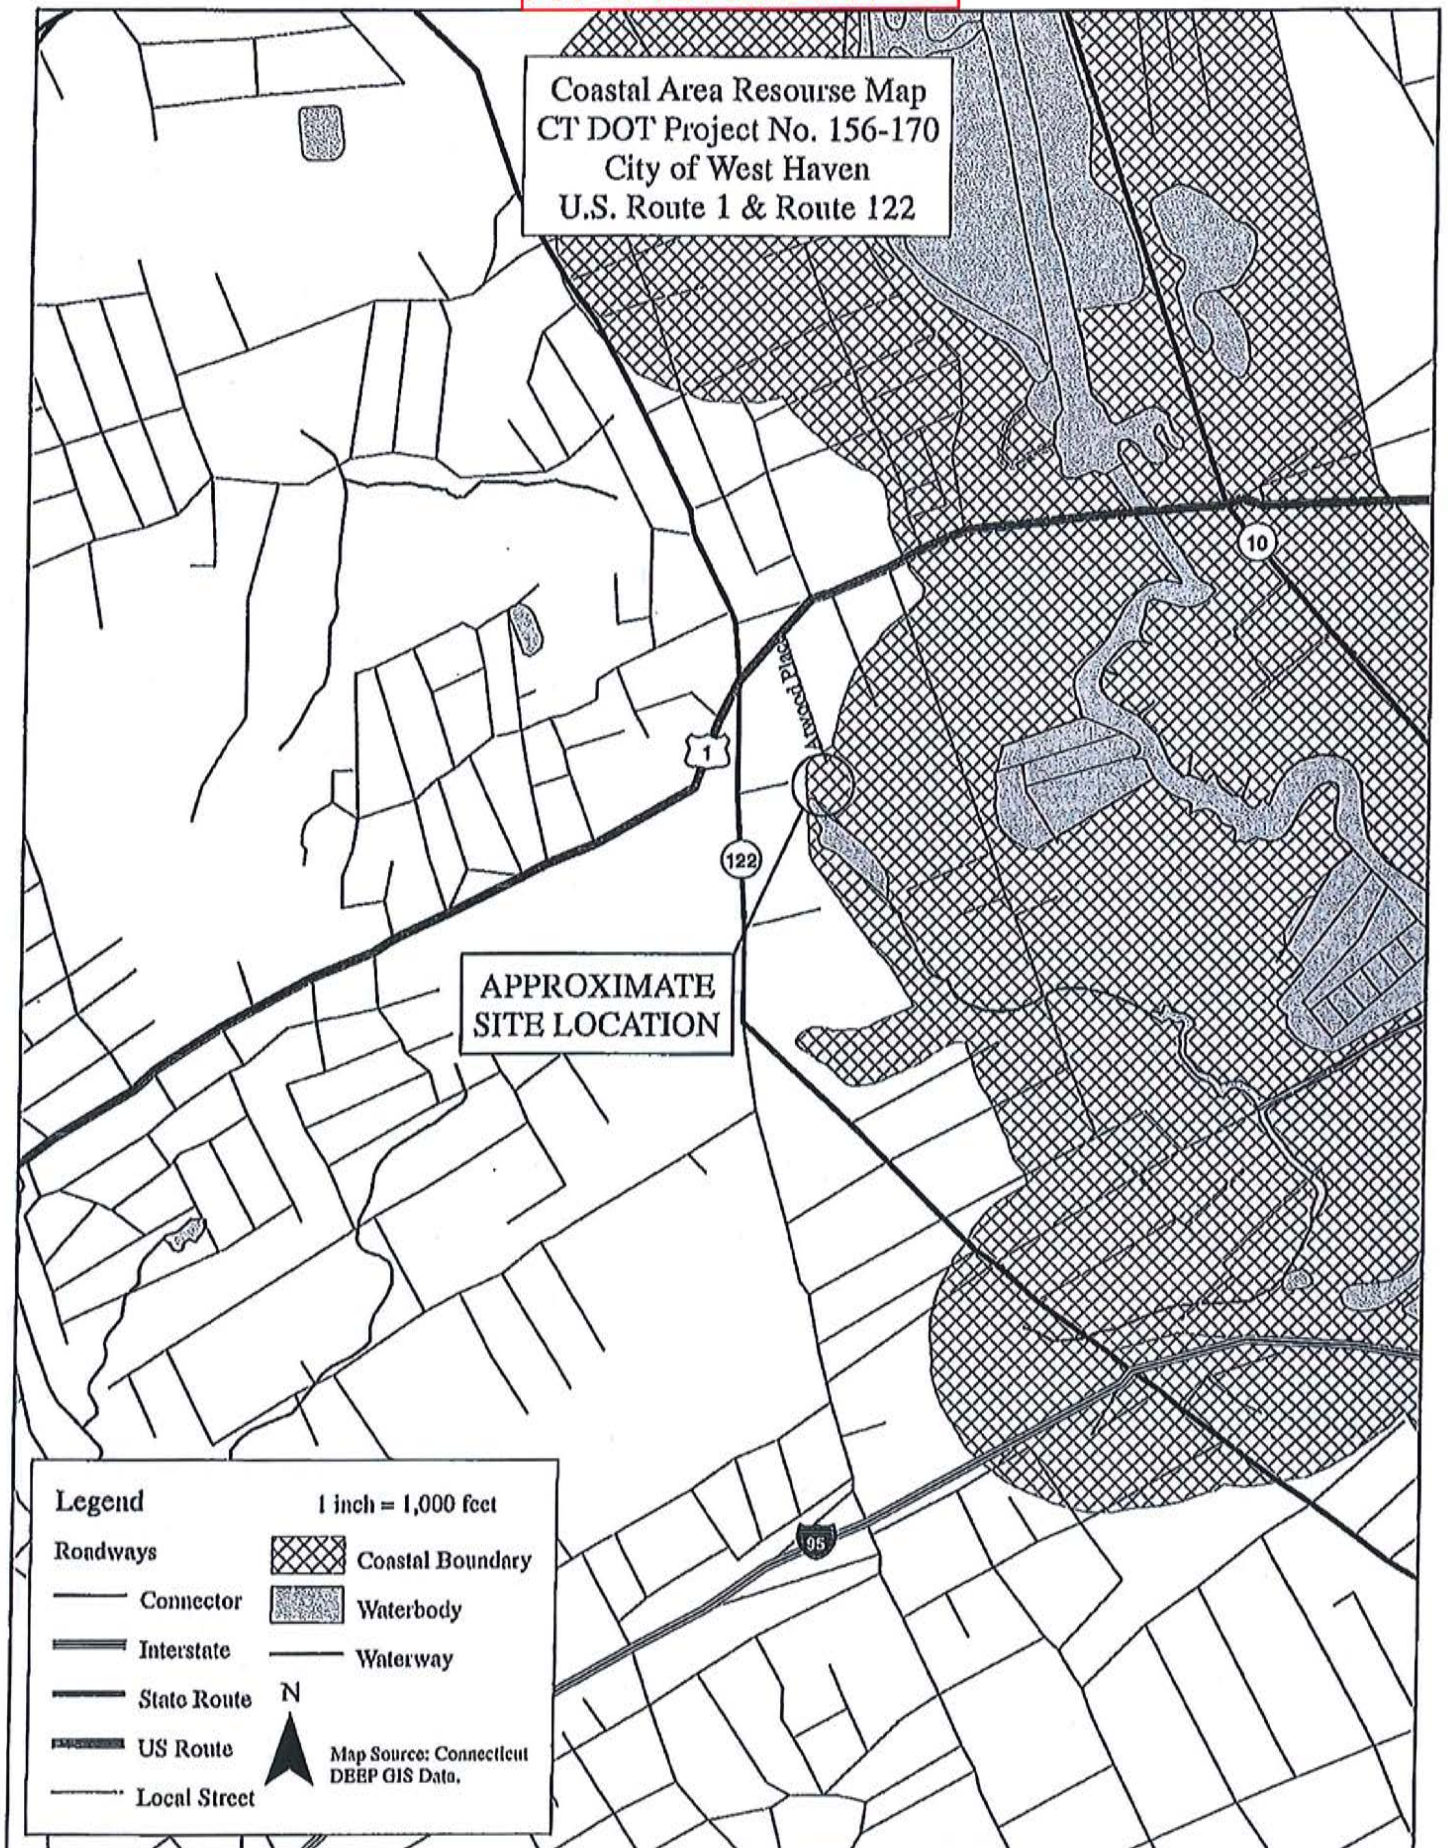 Coastal Area Resourse Map
CT DOT Project No. 156-170
City of West Haven
U.S. Route 1 & Route 122
10
Atwood Place
1
122
APPROXIMATE
SITE LOCATION
95
Legend
1 inch = 1,000 feet
Roadways
Coastal Boundary
Connector
Waterbody
Interstate
Waterway
State Route
N
US Route
Map Source: Connecticut
DEEP GIS Data.
Local Street